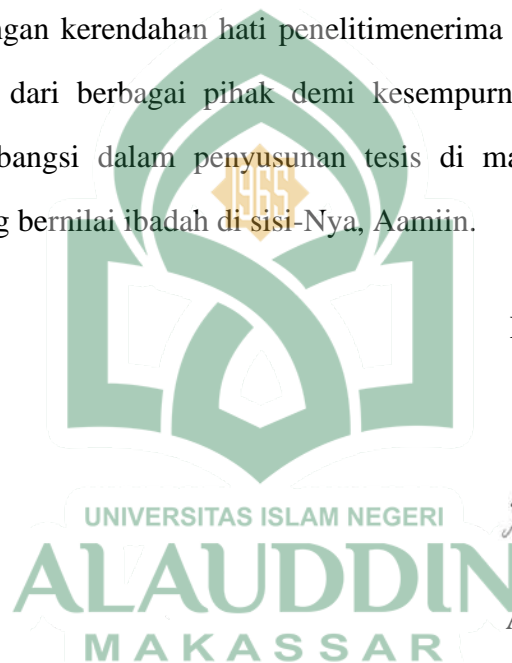 ngan kerendahan hati penelitimenerima
dari berbagai pihak demi kesempurn
bangsi dalam penyusunan tesis di ma
g bernilai ibadah di sisi-Nya, Aamiin.
1965
UNIVERSITAS ISLAM NEGERI
ALAUDDIN
MAKASSAR